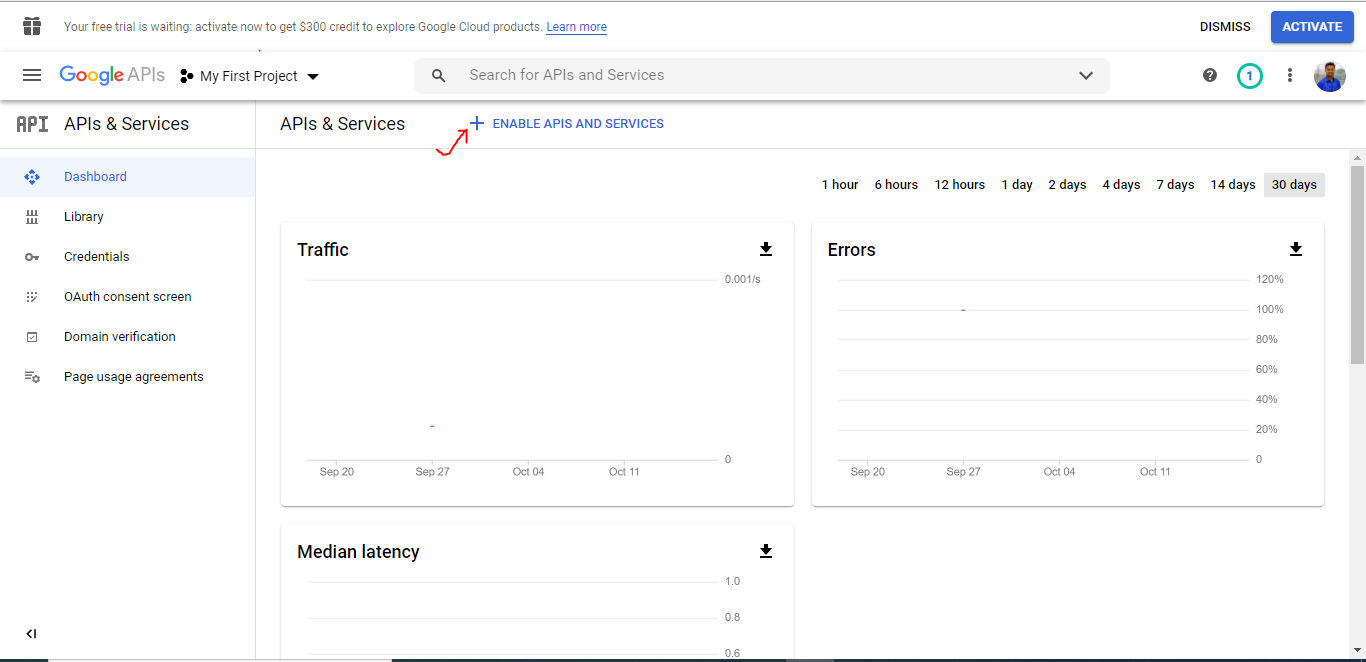 Your free trial is waiting: activate now to get $300 credit to explore Google Cloud products. Learn more
DISMISS
ACTIVATE
Google APIs
My First Project
Search for APIs and Services
?
1
API
APIs & Services
APIs & Services
+ ENABLE APIS AND SERVICES
Dashboard
Library
Credentials
OAuth consent screen
Domain verification
Page usage agreements
1 hour 6 hours 12 hours 1 day 2 days 4 days 7 days 14 days 30 days
Traffic
0.001/s
0
Sep 20 Sep 27 Oct 04 Oct 11
Errors
120%
100%
80%
60%
40%
20%
0
Sep 20 Sep 27 Oct 04 Oct 11
Median latency
1.0
0.8
0.6